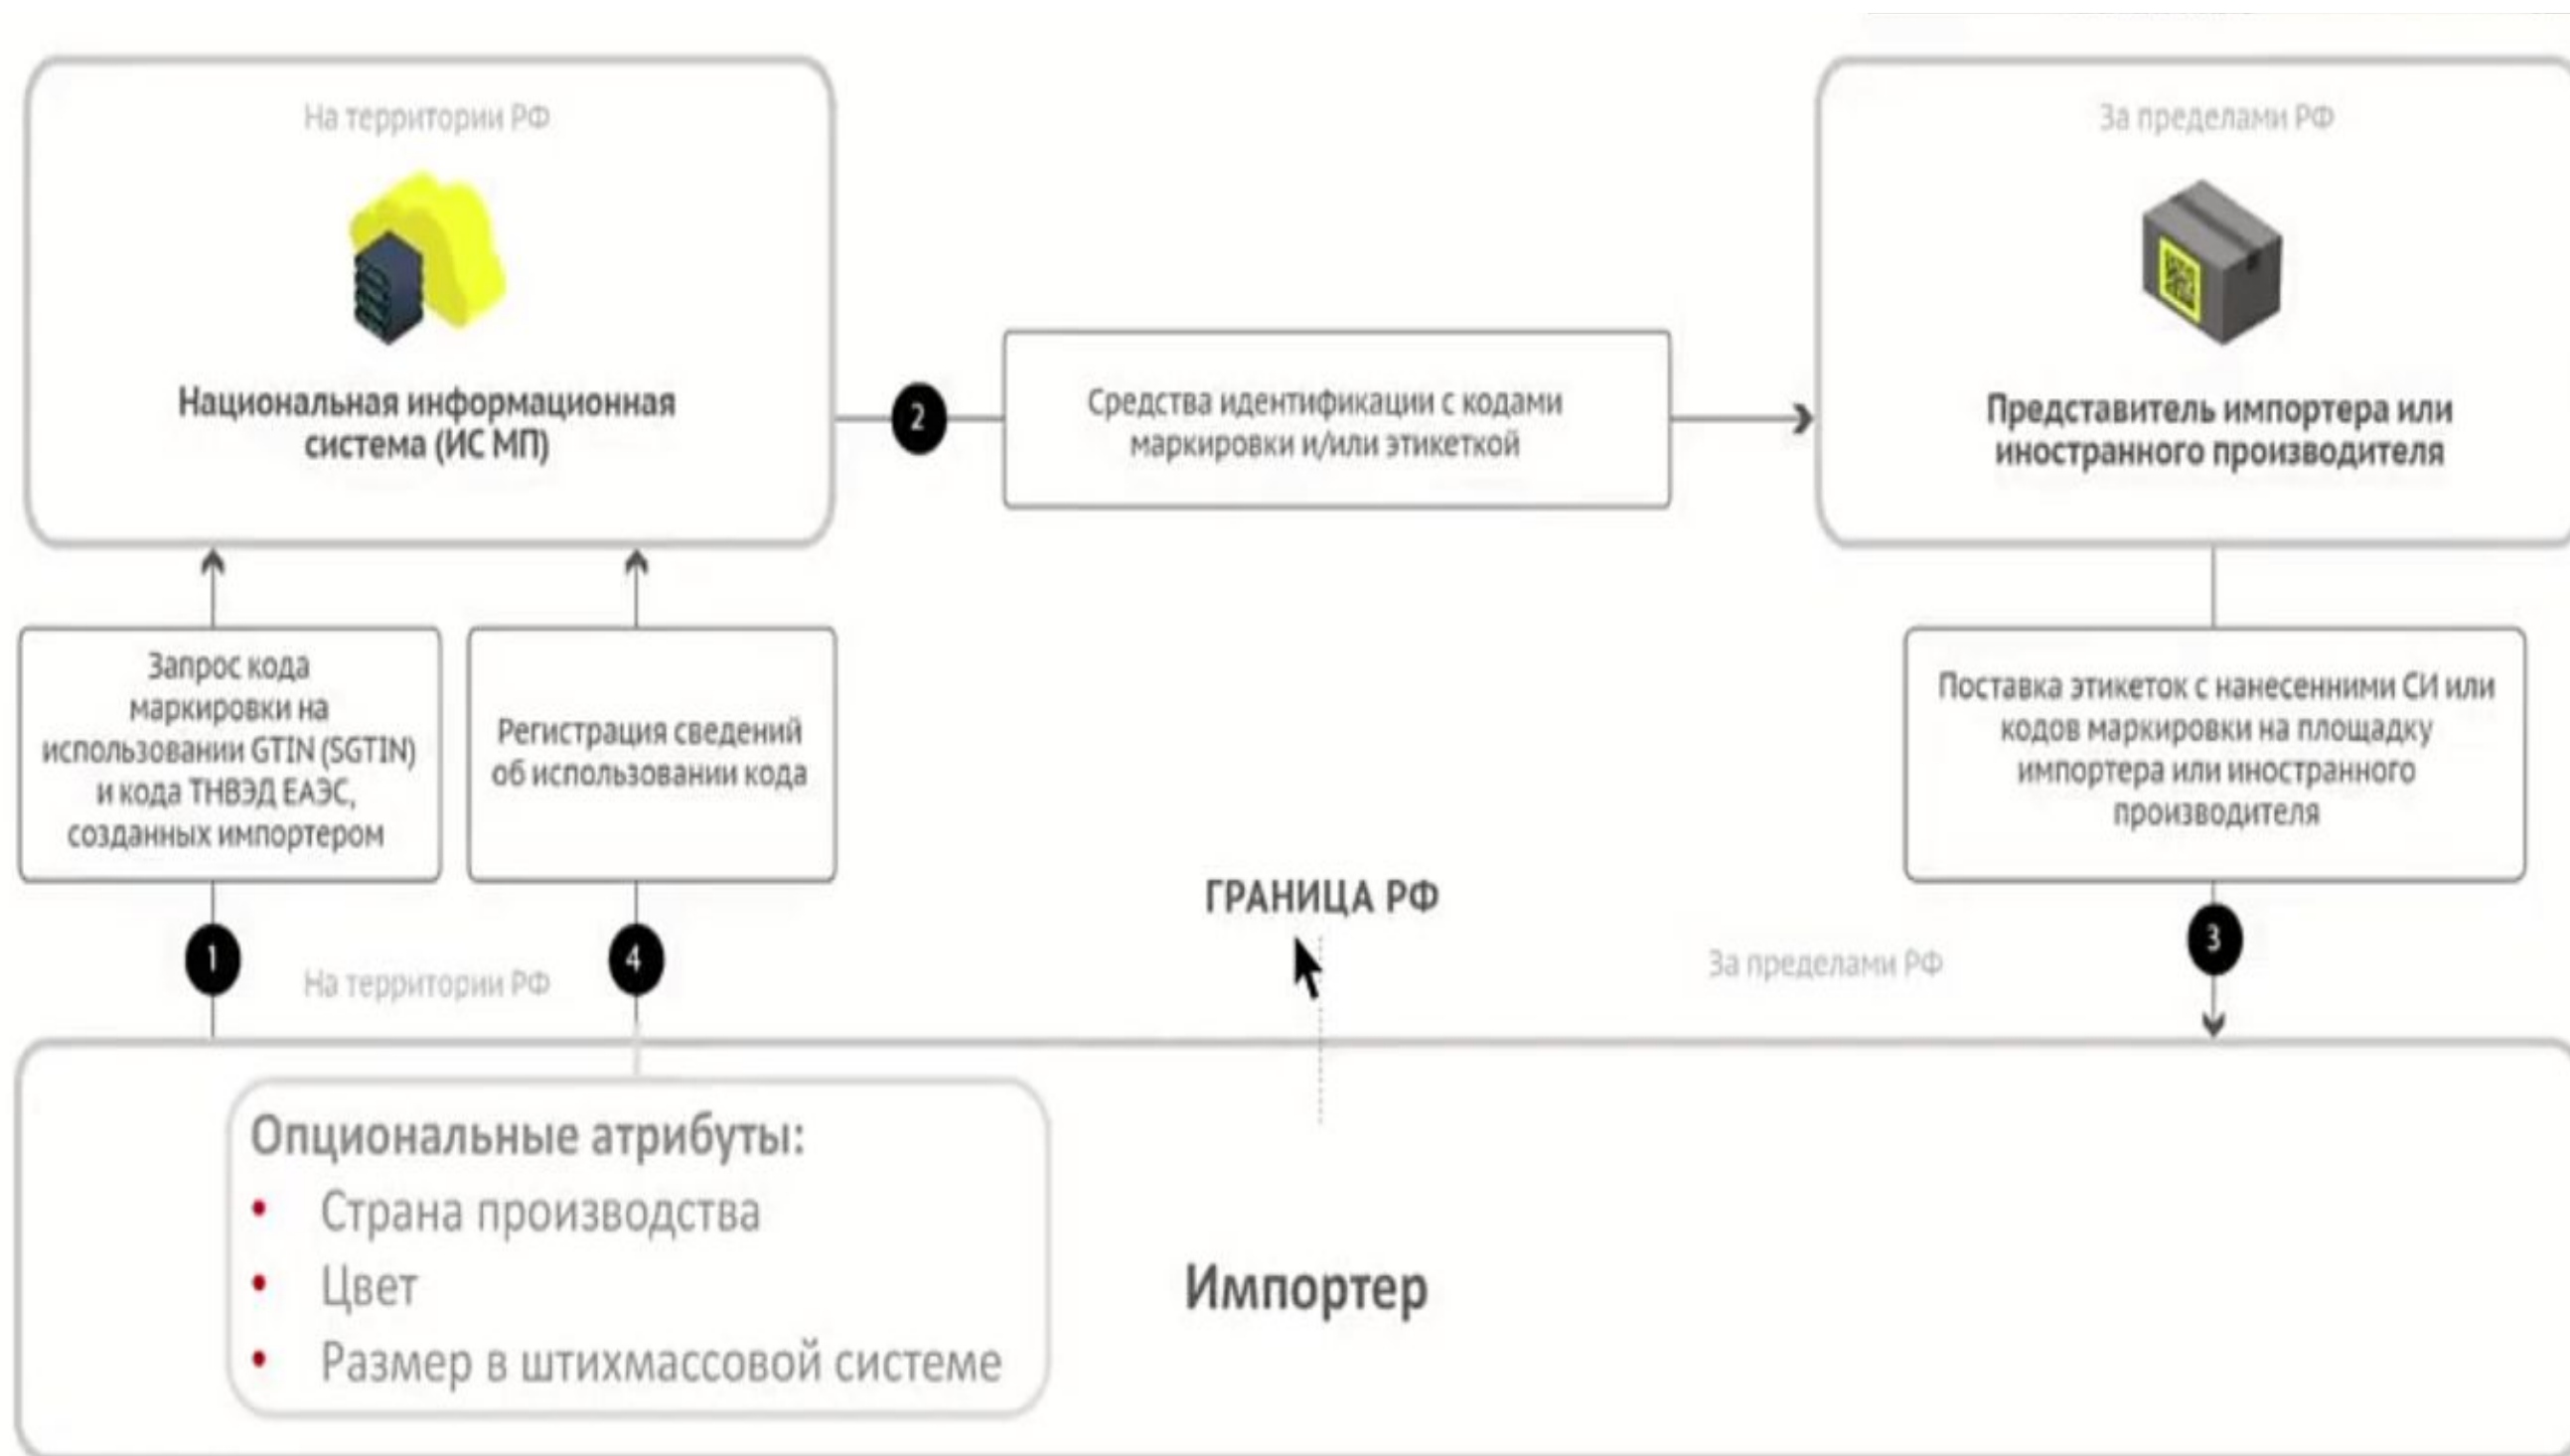 На территории РФ
Национальная информационная
система (ИС МП)
2
Средства идентификации с кодами
маркировки и/или этикеткой
За пределами РФ
Представитель импортера или
иностранного производителя
Запрос кода
маркировки на
использовании GTIN (SGTIN)
и кода ТНВЭД ЕАЭС,
созданных импортером
1
Регистрация сведений
об использовании кода
4
На территории РФ
ГРАНИЦА РФ
За пределами РФ
Поставка этикеток с нанесенними СИ или
кодов маркировки на площадку
импортера или иностранного
производителя
3
Опциональные атрибуты:
• Страна производства
• Цвет
• Размер в штихмассовой системе
Импортер